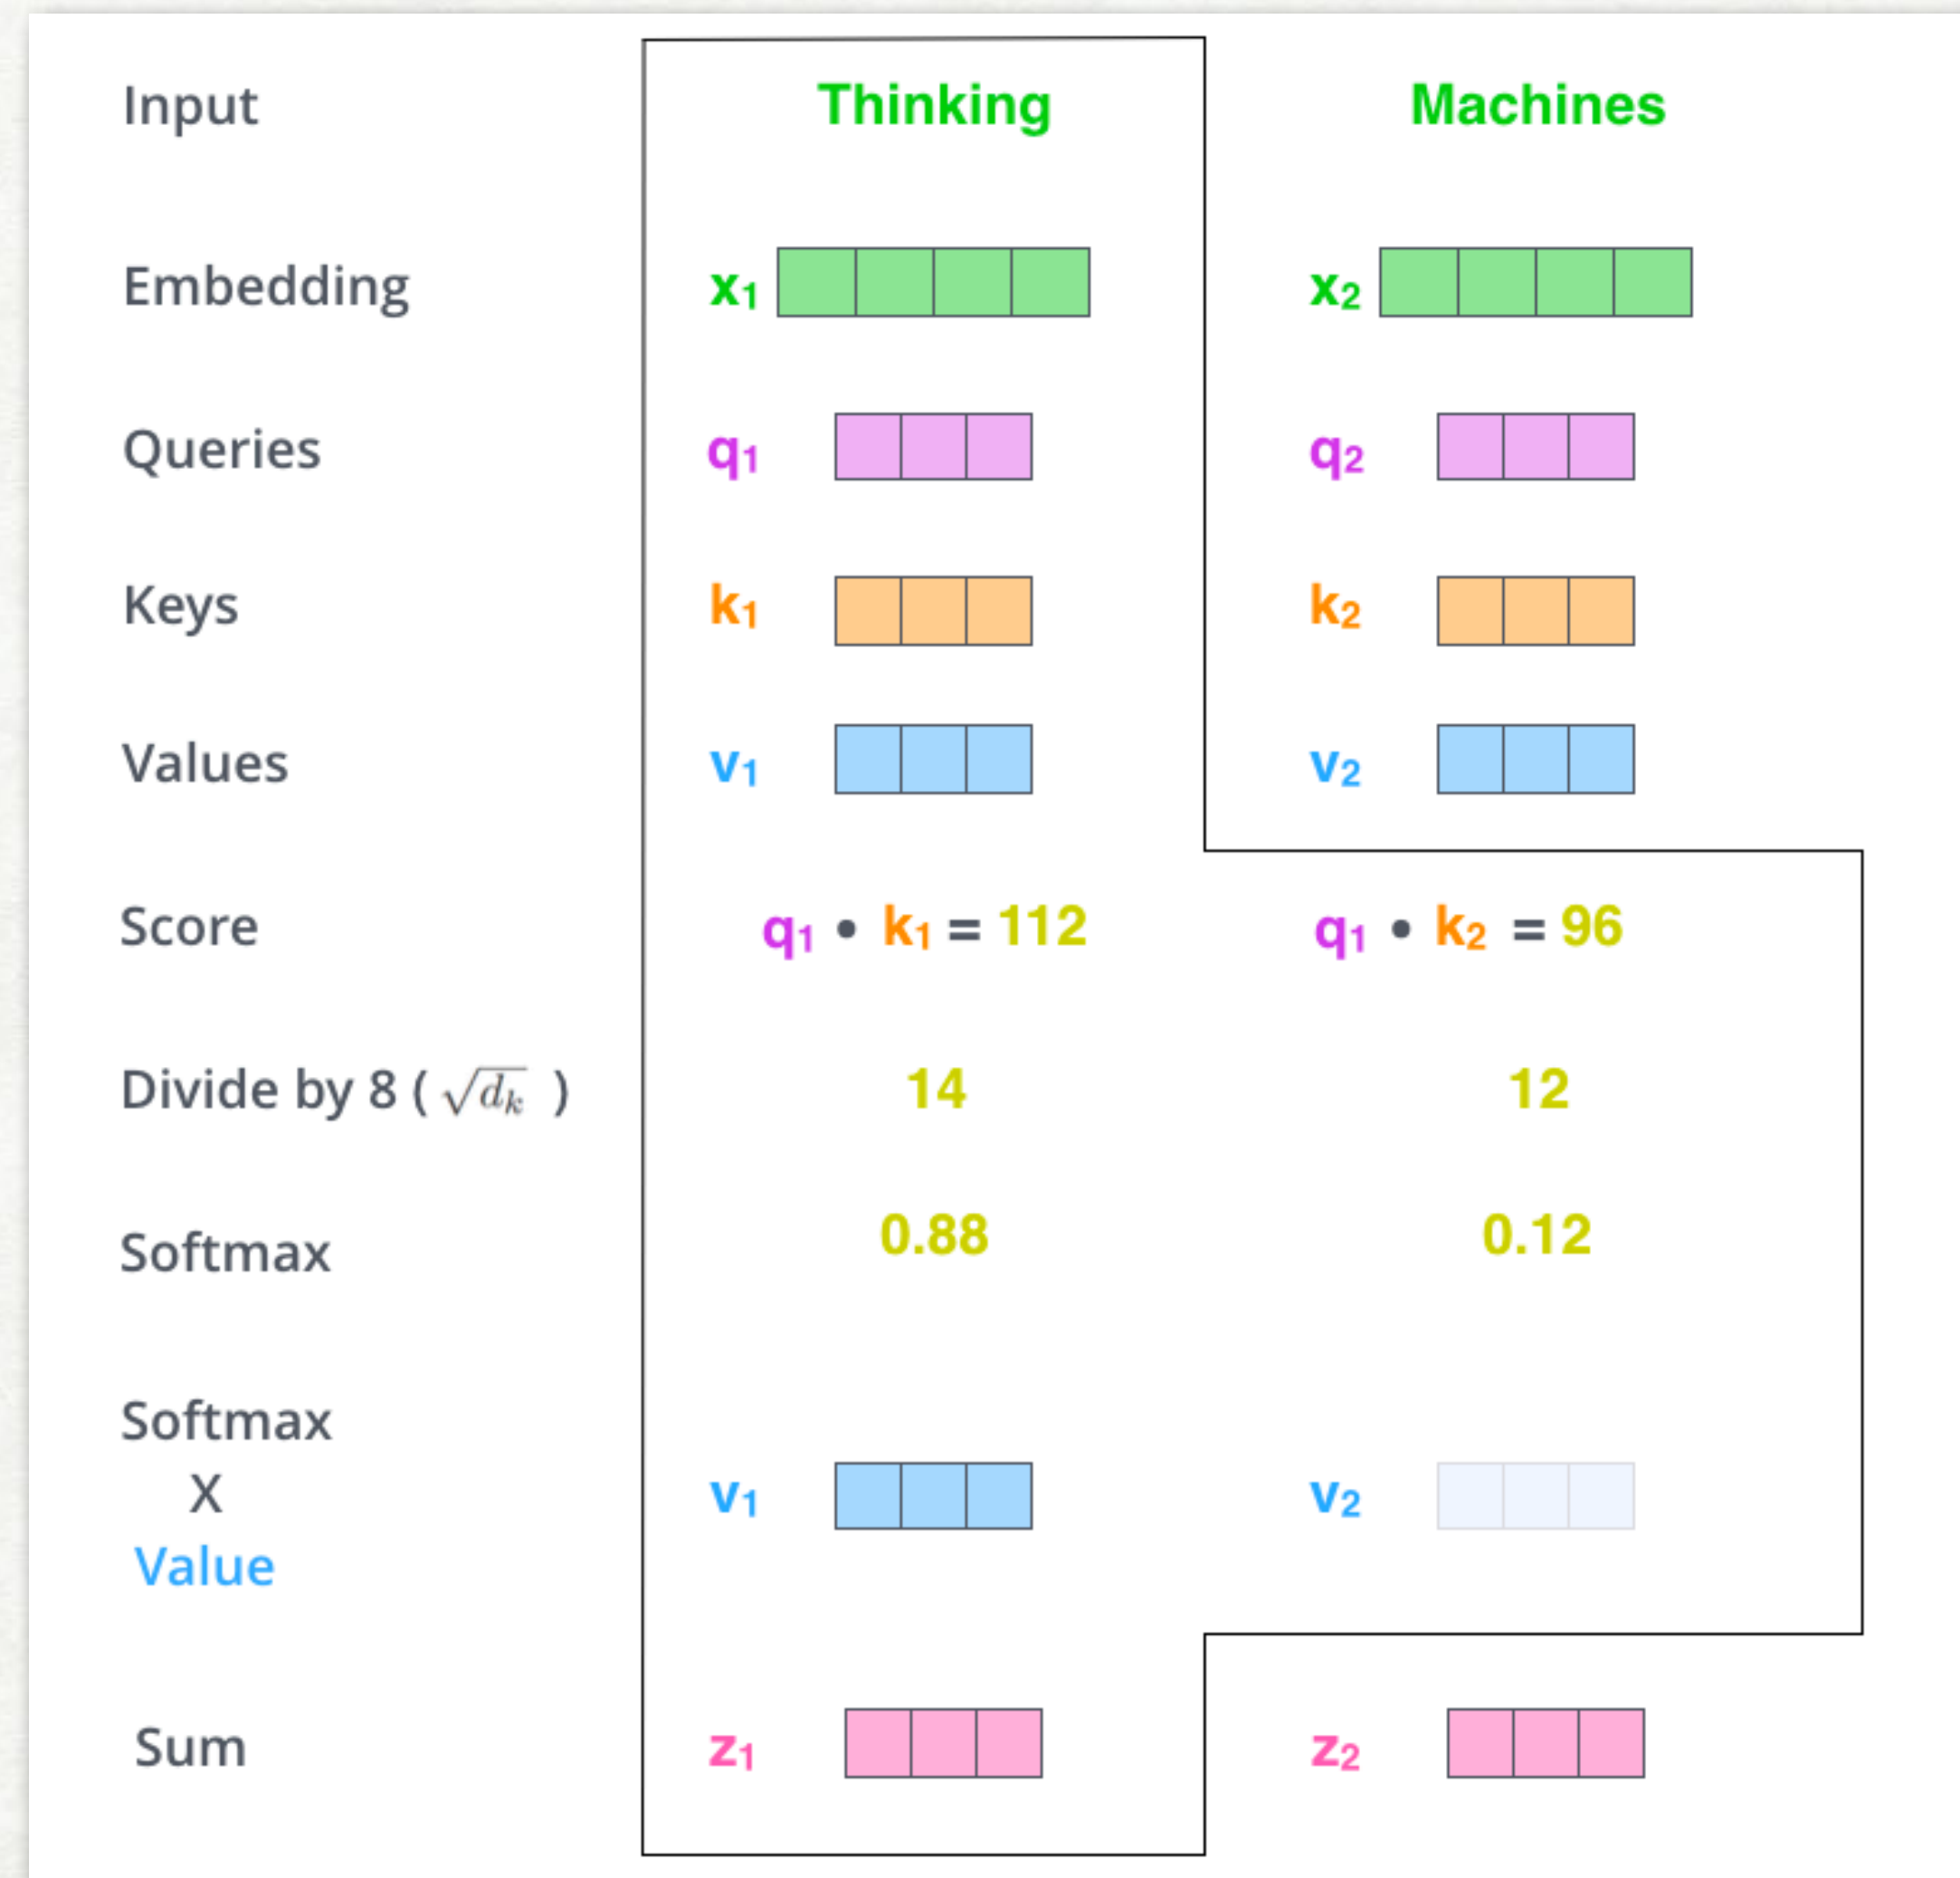 Input Thinking Machines
Embedding x1 x2
Queries q1 q2
Keys k1 k2
Values v1 v2
Score q1 • k1 = 112 q1 • k2 = 96
Divide by 8 ( √dk ) 14 12
Softmax 0.88 0.12
Softmax
X
Value
v1 v2
Sum z1 z2